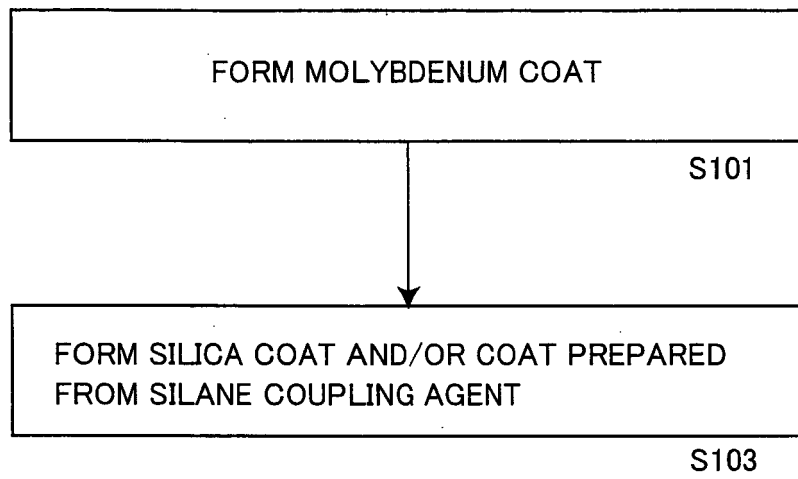 FORM MOLYBDENUM COAT
S101
FORM SILICA COAT AND/OR COAT PREPARED
FROM SILANE COUPLING AGENT
S103